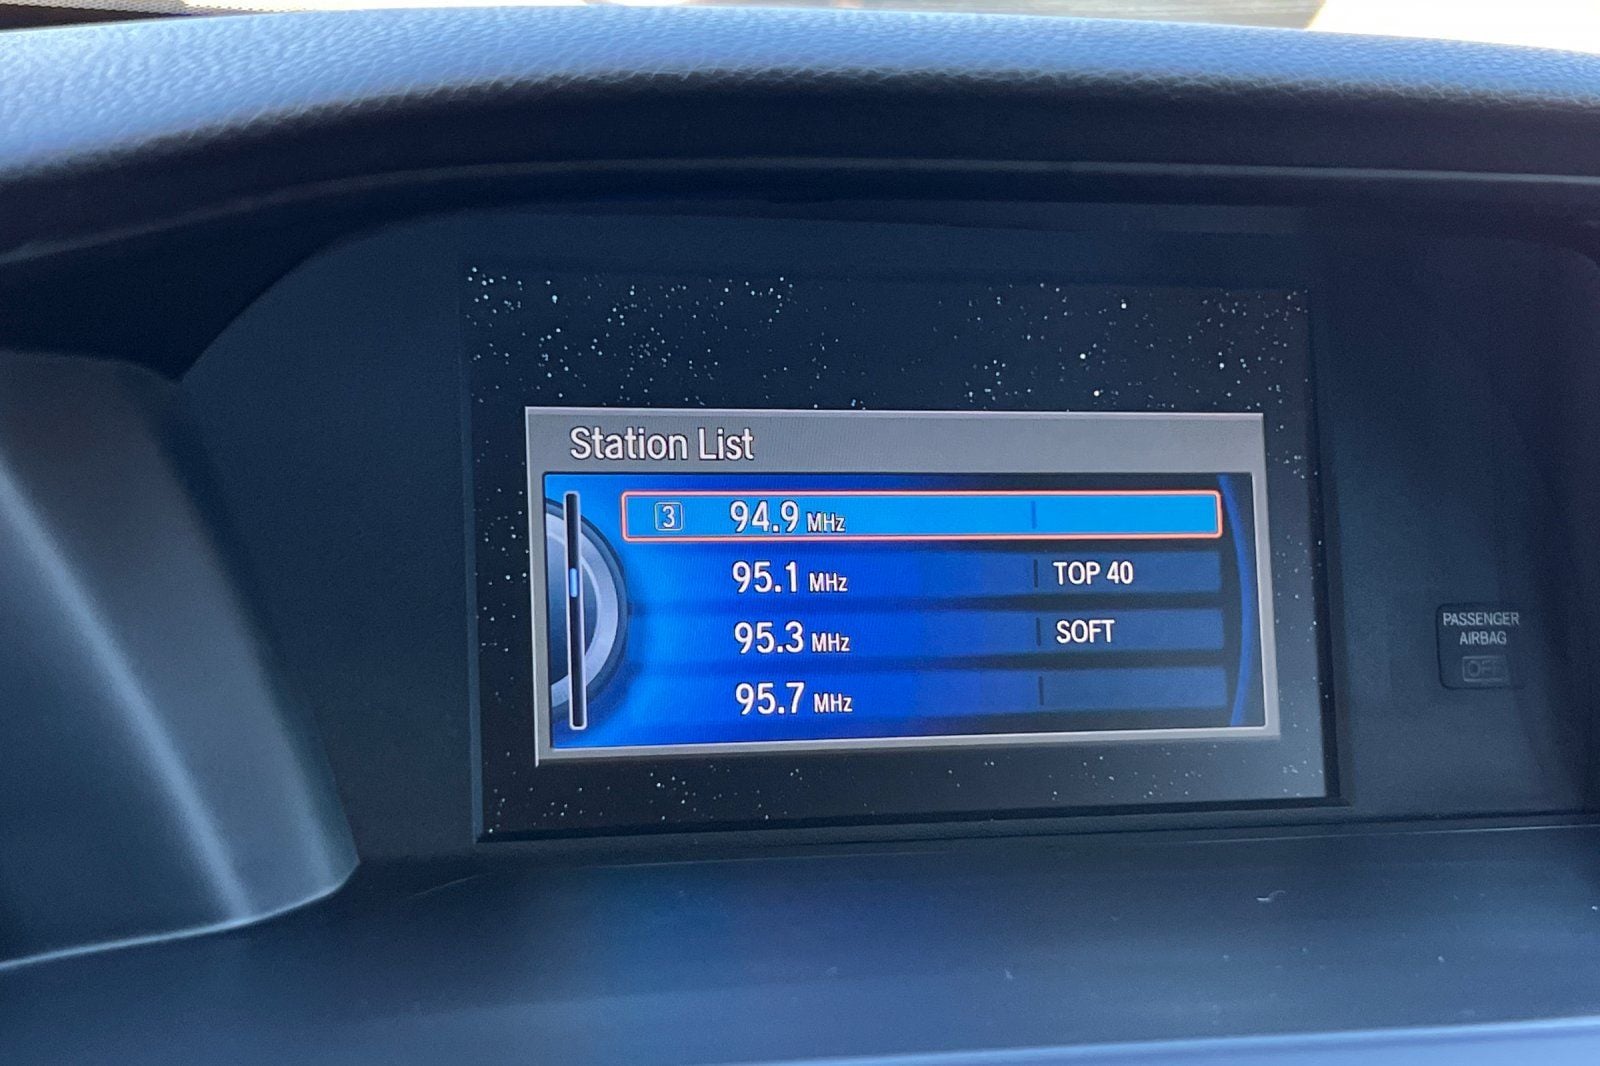 Station List
3 94.9 MHz
95.1 MHz TOP 40
95.3 MHz SOFT
95.7 MHz
PASSENGER
AIRBAG
OFF